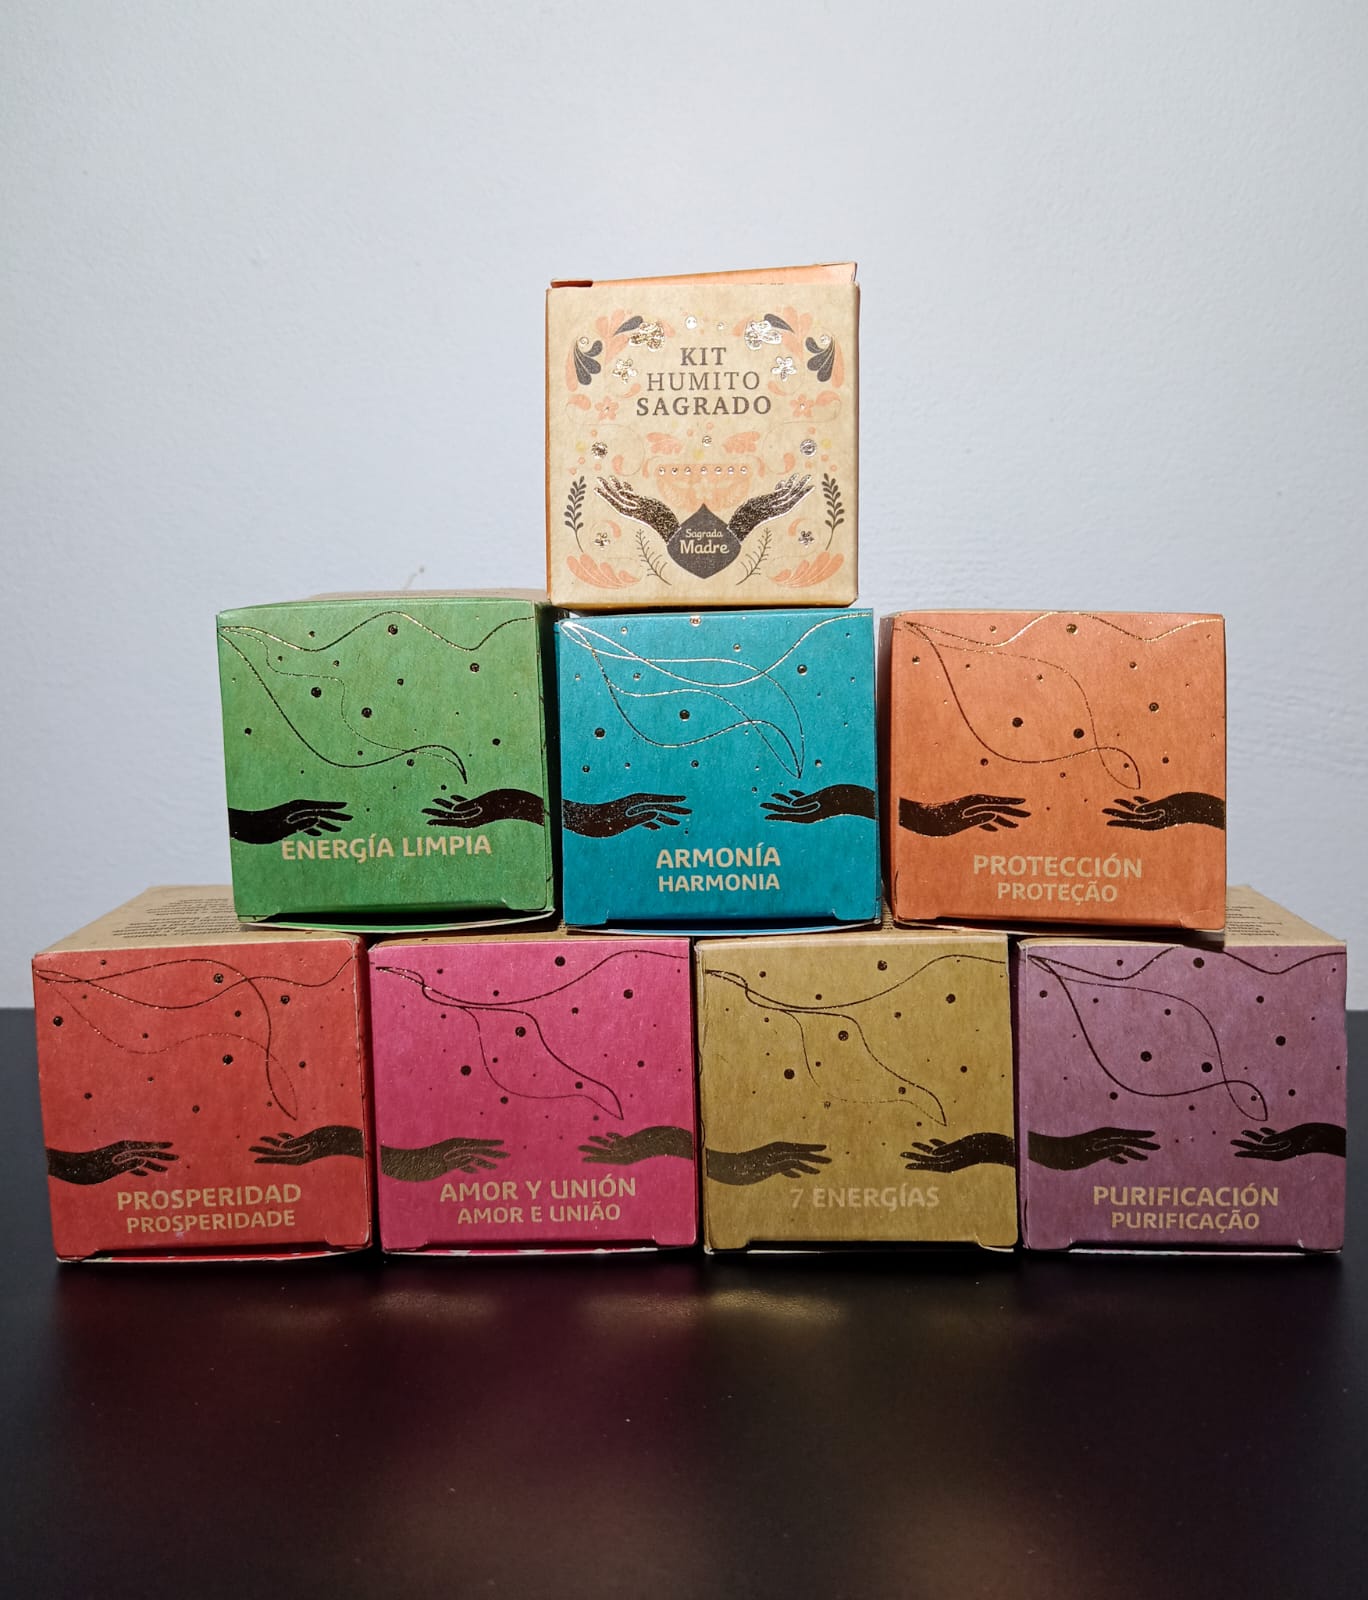 KIT
HUMITO
SAGRADO
Sagrada
Madre
ENERGÍA LIMPIA
ARMONÍA
HARMONIA
PROTECCIÓN
PROTEÇÃO
PROSPERIDAD
PROSPERIDADE
AMOR Y UNIÓN
AMOR E UNIÃO
7 ENERGÍAS
PURIFICACIÓN
PURIFICAÇÃO